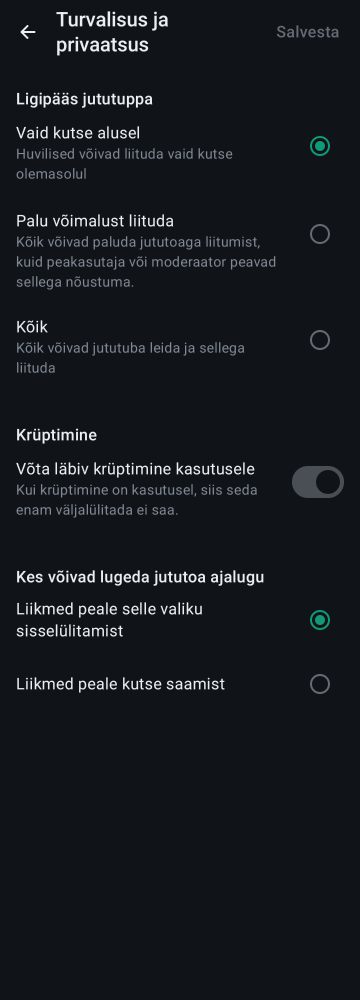 Turvalisus ja
privaatsus
Salvesta
Ligipääs jututuppa
Vaid kutse alusel
Huvilised võivad liituda vaid kutse
olemasolul
Palu võimalust liituda
Kõik võivad paluda jututoaga liitumist,
kuid peakasutaja või moderaator peavad
sellega nõustuma.
Kõik
Kõik võivad jututuba leida ja sellega
liituda
Krüptimine
Võta läbiv krüptimine kasutusele
Kui krüptimine on kasutusel, siis seda
enam väljalülitada ei saa.
Kes võivad lugeda jututoa ajalugu
Liikmed peale selle valiku
sisselülitamist
Liikmed peale kutse saamist